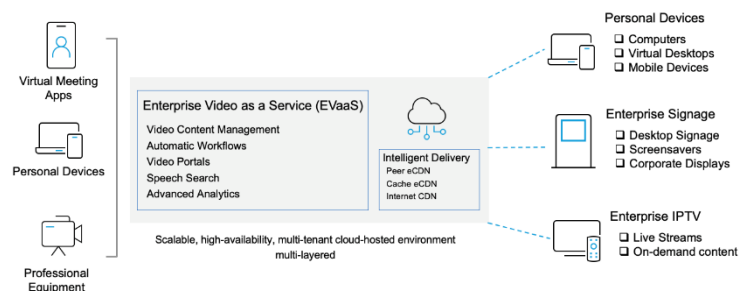 Virtual Meeting
Apps
Personal Devices
Professional
Equipment
Enterprise Video as a Service (EVaaS)
Video Content Management
Automatic Workflows
Video Portals
Speech Search
Advanced Analytics
Intelligent Delivery
Peer eCDN
Cache eCDN
Internet CDN
Scalable, high-availability, multi-tenant cloud-hosted environment
multi-layered
Personal Devices
❑ Computers
❑ Virtual Desktops
❑ Mobile Devices
Enterprise Signage
❑ Desktop Signage
❑ Screensavers
❑ Corporate Displays
Enterprise IPTV
❑ Live Streams
❑ On-demand content